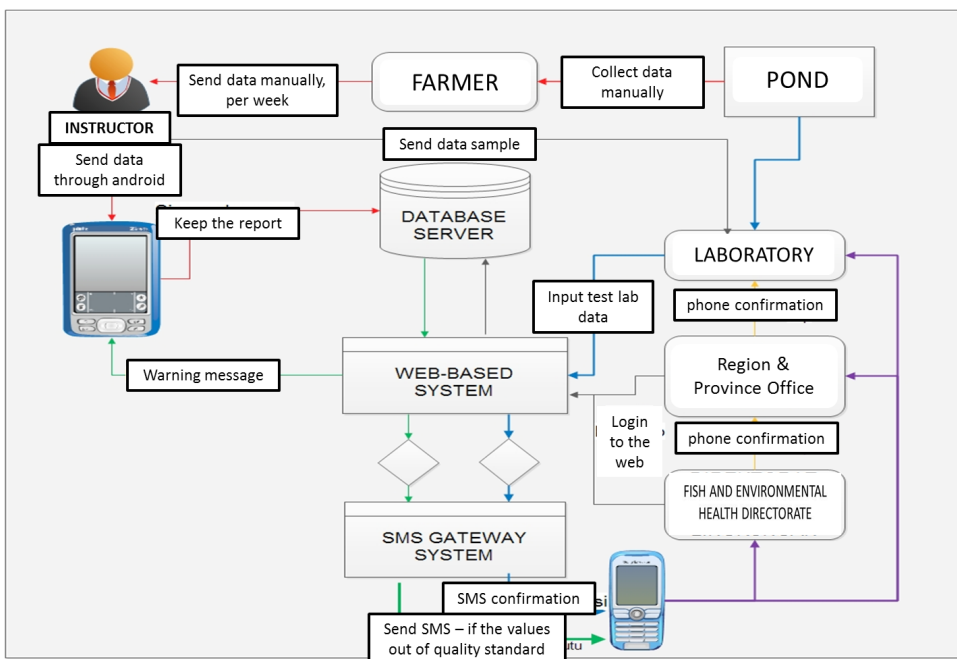 Send data manually,
per week
FARMER
Collect data
manually
POND
INSTRUCTOR
Send data sample
Send data
through android
Keep the report
DATABASE
SERVER
LABORATORY
Input test lab
data
phone confirmation
Warning message
WEB-BASED
SYSTEM
Region &
Province Office
Login
to the
web
phone confirmation
FISH AND ENVIRONMENTAL
HEALTH DIRECTORATE
SMS GATEWAY
SYSTEM
SMS confirmation
si
Send SMS – if the values
out of quality standard
utu